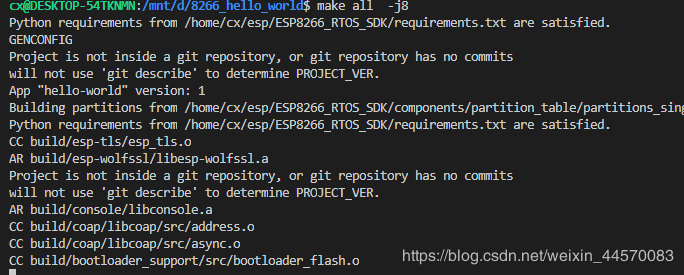 cx@DESKTOP-54TKNMN:/mnt/d/8266_hello_world$ make all  -j8
Python requirements from /home/cx/esp/ESP8266_RTOS_SDK/requirements.txt are satisfied.
GENCONFIG
Project is not inside a git repository, or git repository has no commits
will not use 'git describe' to determine PROJECT_VER.
App "hello-world" version: 1
Building partitions from /home/cx/esp/ESP8266_RTOS_SDK/components/partition_table/partitions_sing
Python requirements from /home/cx/esp/ESP8266_RTOS_SDK/requirements.txt are satisfied.
CC build/esp-tls/esp_tls.o
AR build/esp-wolfssl/libesp-wolfssl.a
Project is not inside a git repository, or git repository has no commits
will not use 'git describe' to determine PROJECT_VER.
AR build/console/libconsole.a
CC build/coap/libcoap/src/address.o
CC build/coap/libcoap/src/async.o
CC build/bootloader_support/src/bootloader_flash.o
https://blog.csdn.net/weixin_44570083